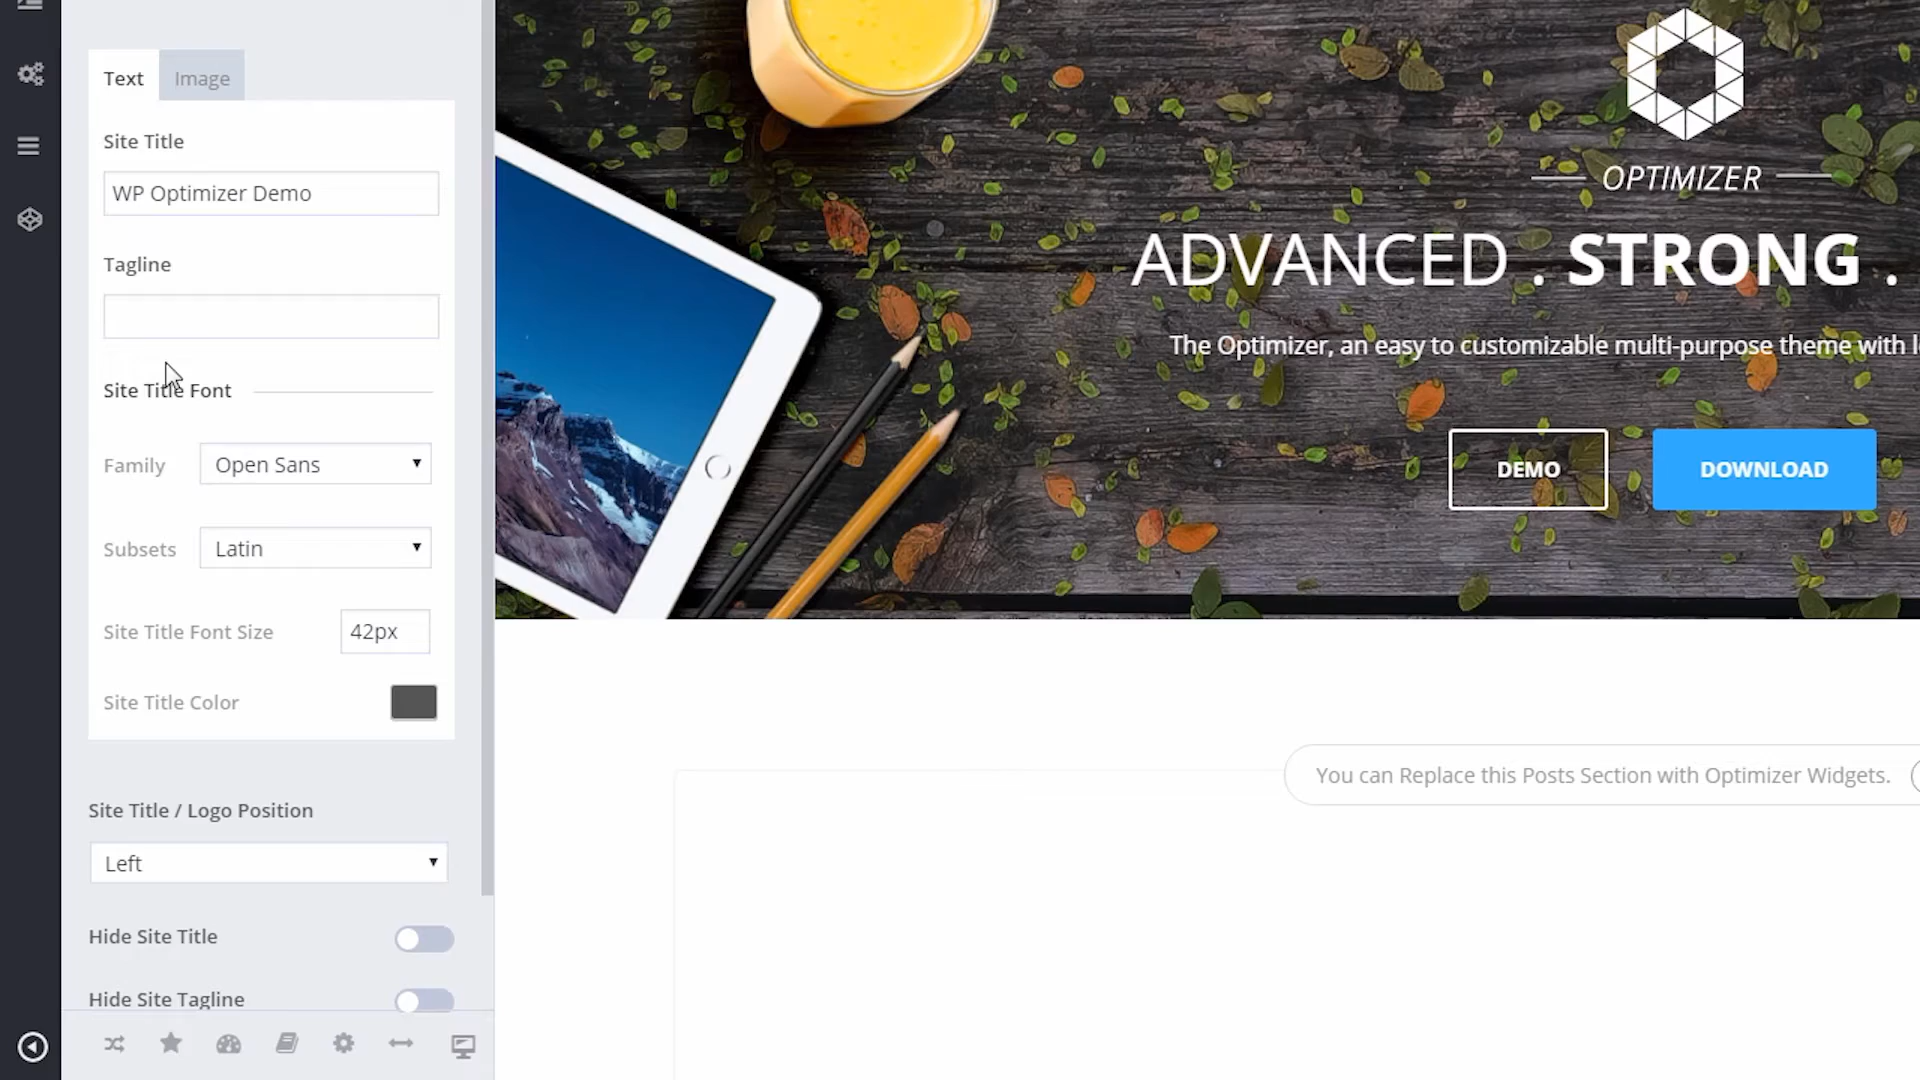 Text
Image
Site Title
WP Optimizer Demo
Tagline
Site Title Font
Family
Open Sans
Subsets
Latin
Site Title Font Size
42px
Site Title Color
Site Title / Logo Position
Left
Hide Site Title
Hide Site Tagline
OPTIMIZER
ADVANCED . STRONG .
The Optimizer, an easy to customizable multi-purpose theme with
DEMO
DOWNLOAD
You can Replace this Posts Section with Optimizer Widgets.